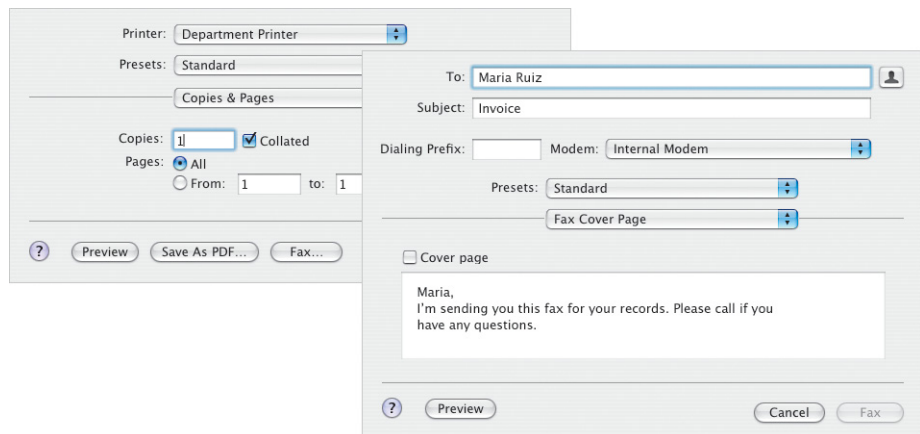 Printer: Department Printer
Presets: Standard
Copies & Pages
Copies: 1 Collated
Pages: All
From: 1 to: 1
? Preview Save As PDF... Fax...
To: Maria Ruiz
Subject: Invoice
Dialing Prefix: Modem: Internal Modem
Presets: Standard
Fax Cover Page
Cover page
Maria,
I'm sending you this fax for your records. Please call if you
have any questions.
? Preview Cancel Fax